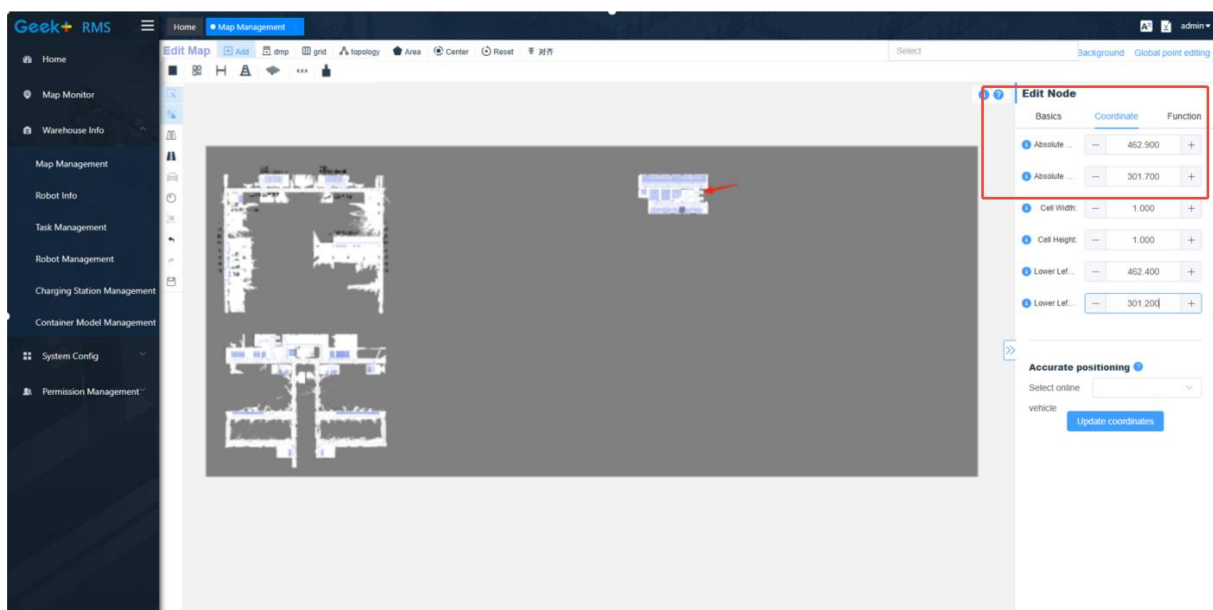 Geek+ RMS
Home
Map Management
admin
Edit Map
Add
dmp
grid
topology
Area
Center
Reset
对齐
Select
Background
Global point editing
Home
Map Monitor
Warehouse Info
Map Management
Robot Info
Task Management
Robot Management
Charging Station Management
Container Model Management
System Config
Permission Management
Edit Node
Basics
Coordinate
Function
Absolute ...
462.900
Absolute ...
301.700
Cell Width:
1.000
Cell Height:
1.000
Lower Lef...
462.400
Lower Lef...
301.200
Accurate positioning
Select online
vehicle
Update coordinates